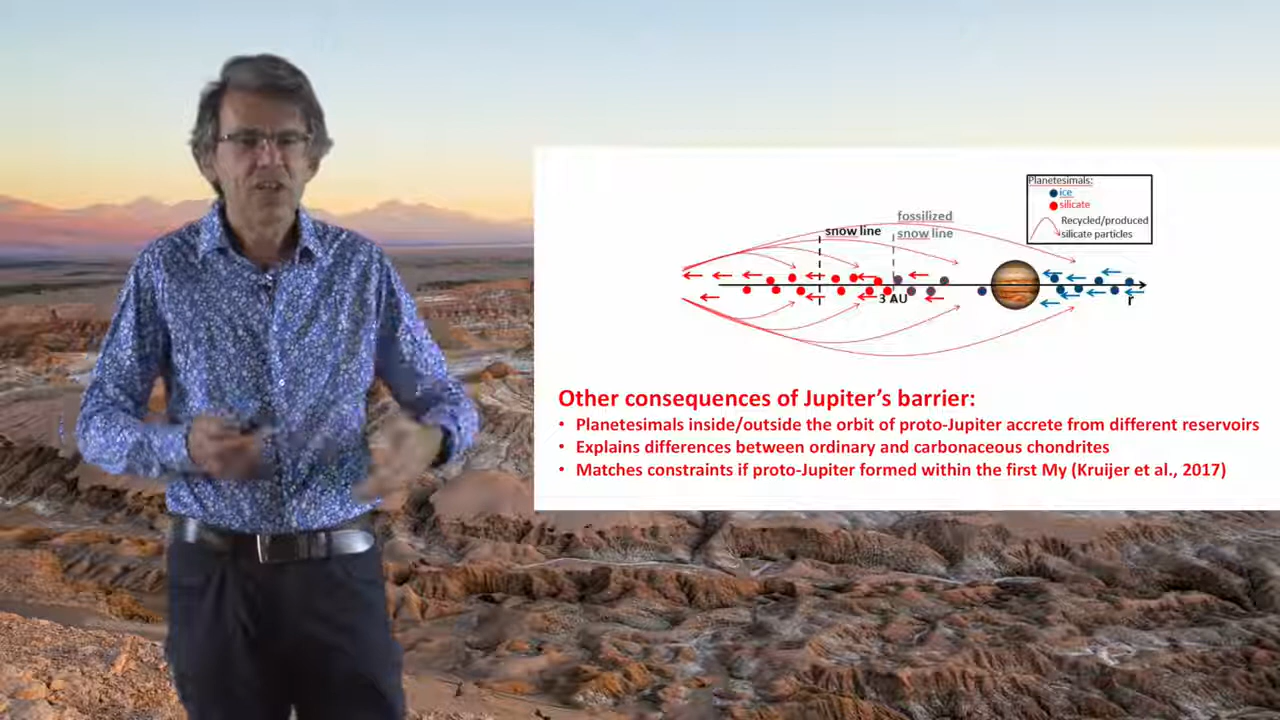 Planetesimals:
ice
silicate
Recycled/produced
silicate particles
fossilized
snow line
snow line
3 AU
r
Other consequences of Jupiter's barrier:
• Planetesimals inside/outside the orbit of proto-Jupiter accrete from different reservoirs
• Explains differences between ordinary and carbonaceous chondrites
• Matches constraints if proto-Jupiter formed within the first My (Kruijer et al., 2017)